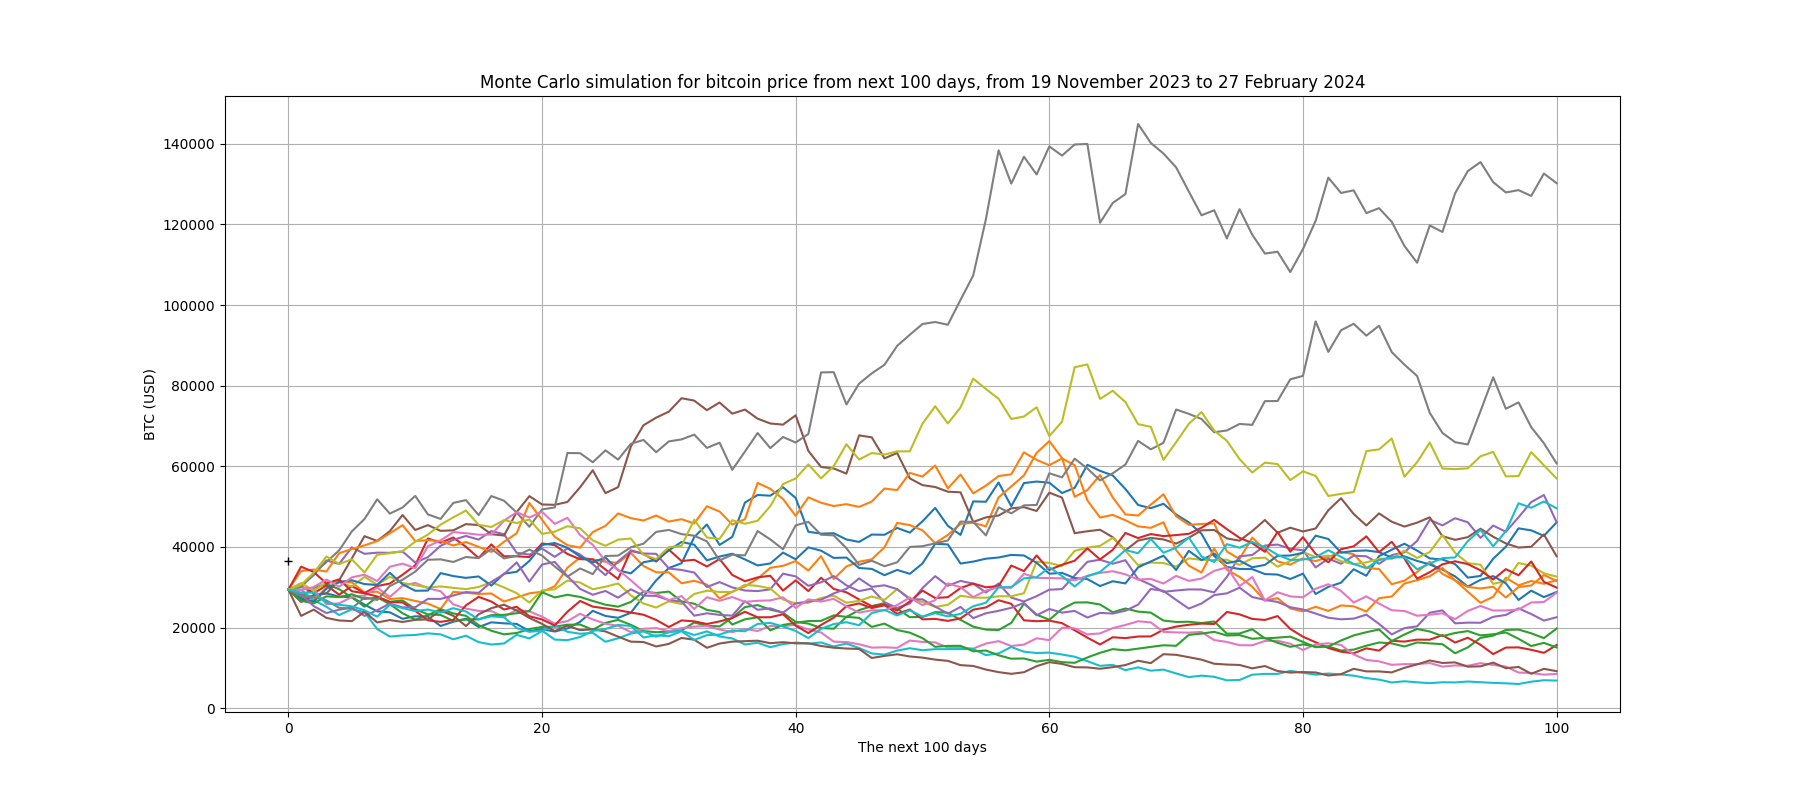 Monte Carlo simulation for bitcoin price from next 100 days, from 19 November 2023 to 27 February 2024
140000
120000
100000
80000
60000
40000
20000
0
BTC (USD)
0 20 40 60 80 100
The next 100 days